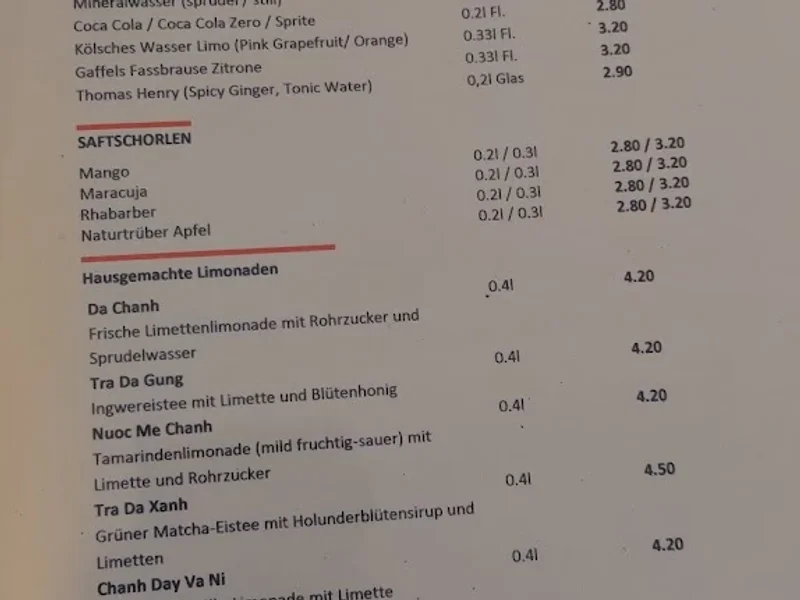 Mineralwasser (sprudel / still) 2.80
Coca Cola / Coca Cola Zero / Sprite 0.2l Fl. 3.20
Kölsches Wasser Limo (Pink Grapefruit/ Orange) 0.33l Fl. 3.20
Gaffels Fassbrause Zitrone 0.33l Fl. 2.90
Thomas Henry (Spicy Ginger, Tonic Water) 0,2l Glas
SAFTSCHORLEN
Mango 0.2l / 0.3l 2.80 / 3.20
Maracuja 0.2l / 0.3l 2.80 / 3.20
Rhabarber 0.2l / 0.3l 2.80 / 3.20
Naturtrüber Apfel 0.2l / 0.3l 2.80 / 3.20
Hausgemachte Limonaden
Da Chanh 0.4l 4.20
Frische Limettenlimonade mit Rohrzucker und
Sprudelwasser
Tra Da Gung 0.4l 4.20
Ingwereistee mit Limette und Blütenhonig
Nuoc Me Chanh 0.4l 4.20
Tamarindenlimonade (mild fruchtig-sauer) mit
Limette und Rohrzucker
Tra Da Xanh 0.4l 4.50
Grüner Matcha-Eistee mit Holunderblütensirup und
Limetten
Chanh Day Va Ni 0.4l 4.20
mit Limette